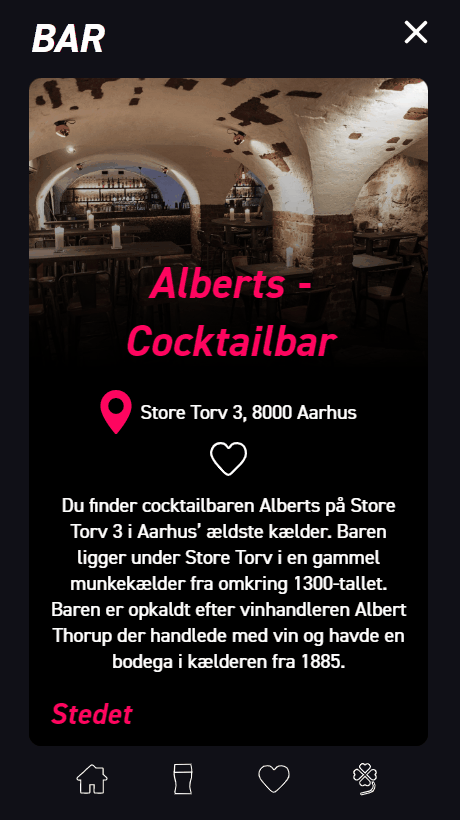 BAR
Alberts -
Cocktailbar
Store Torv 3, 8000 Aarhus
Du finder cocktailbaren Alberts på Store
Torv 3 i Aarhus’ ældste kælder. Baren
ligger under Store Torv i en gammel
munkekælder fra omkring 1300-tallet.
Baren er opkaldt efter vinhandleren Albert
Thorup der handlede med vin og havde en
bodega i kælderen fra 1885.
Stedet